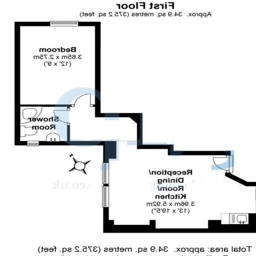 First Floor
Approx. 34.9 sq. metres (375.2 sq. feet)
Bedroom
3.65m x 2.75m
(12' x 9')
Shower
Room
Reception/
Dining
Room/
Kitchen
3.96m x 5.92m
(13' x 19'5")
.co.uk
Total area: approx. 34.9 sq. metres (375.2 sq. feet)